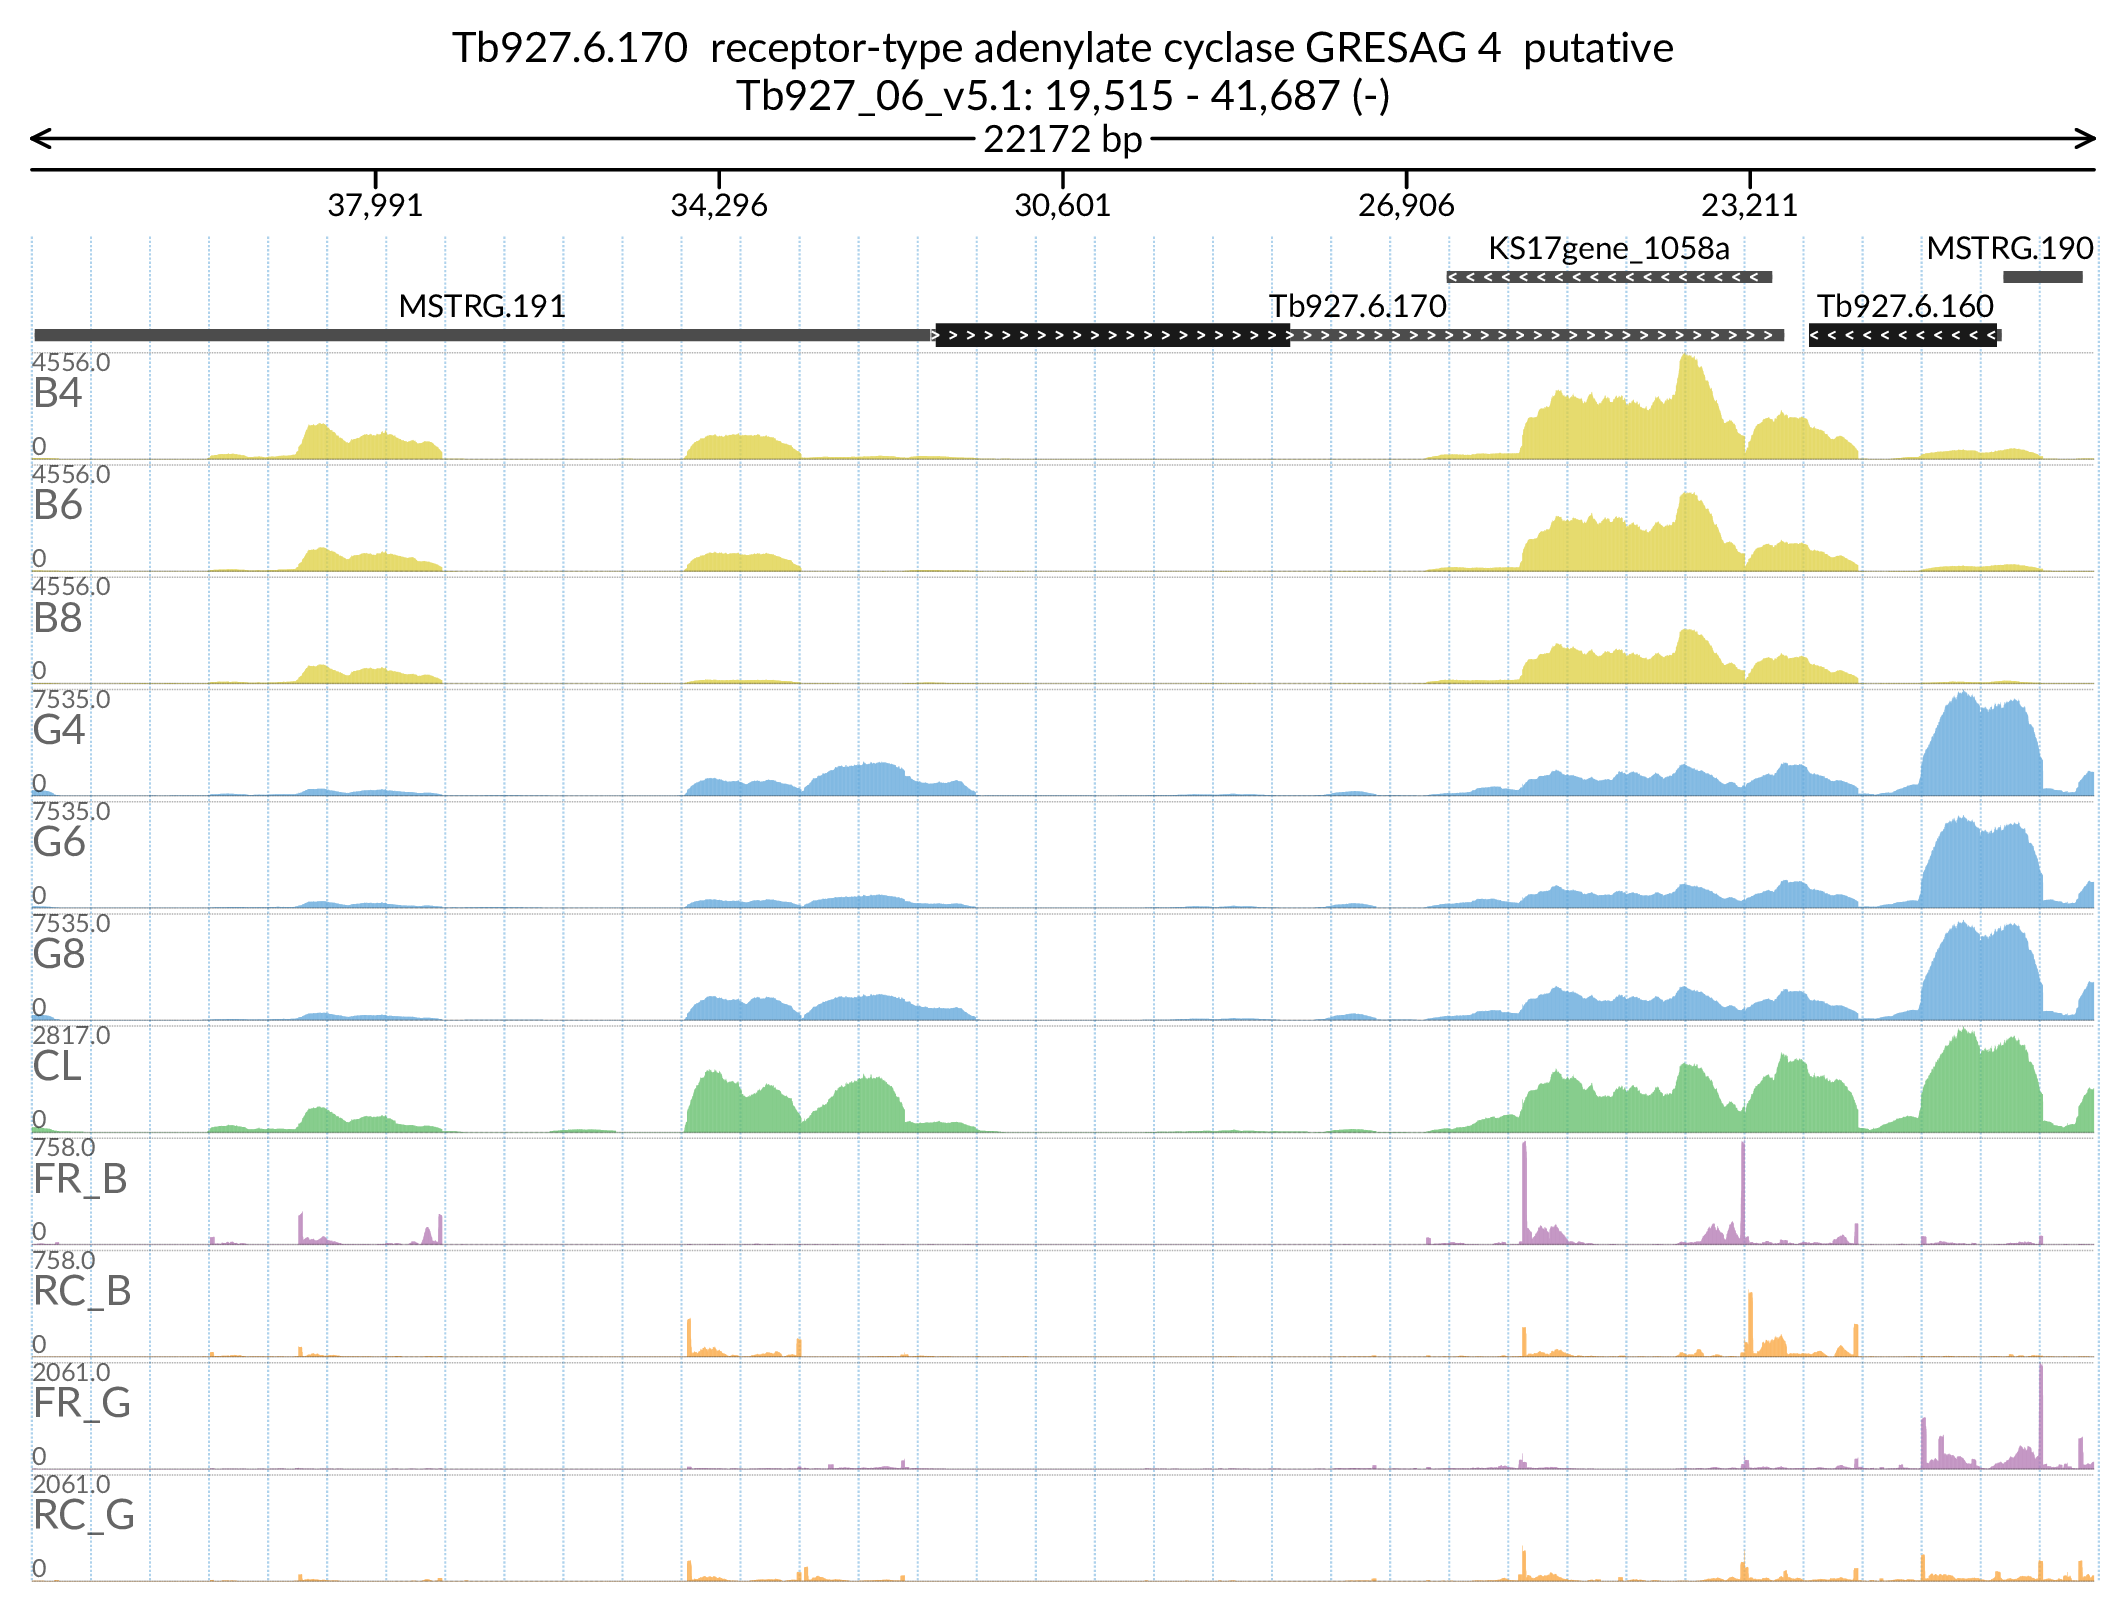 Tb927.6.170  receptor-type adenylate cyclase GRESAG 4  putative
Tb927_06_v5.1: 19,515 - 41,687 (-)
22172 bp
37,991 34,296 30,601 26,906 23,211
KS17gene_1058a MSTRG.190
MSTRG.191 Tb927.6.170 Tb927.6.160
4556.0
B4
0
4556.0
B6
0
4556.0
B8
0
7535.0
G4
0
7535.0
G6
0
7535.0
G8
0
2817.0
CL
0
758.0
FR_B
0
758.0
RC_B
0
2061.0
FR_G
0
2061.0
RC_G
0